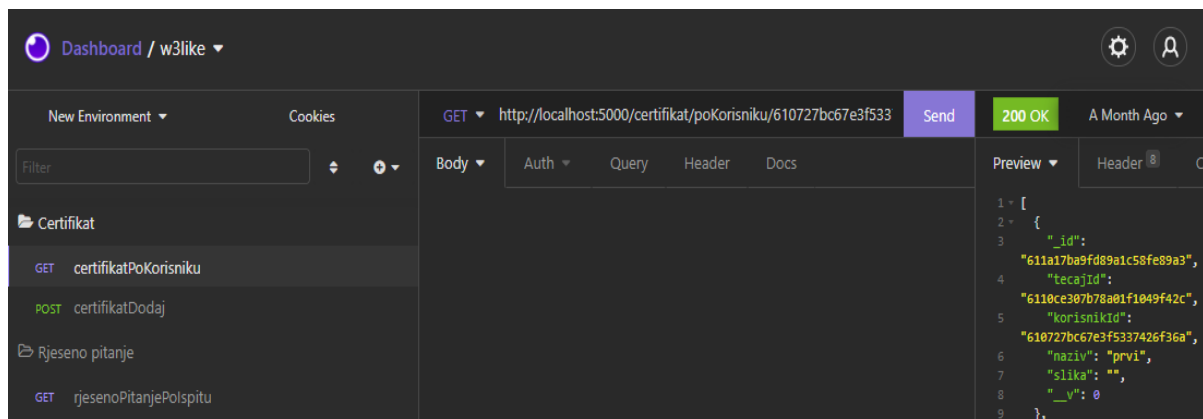 Dashboard / w3like
New Environment
Cookies
Filter
Certifikat
GET certifikatPoKorisniku
POST certifikatDodaj
Rjeseno pitanje
GET rjesenoPitanjePoIspitu
GET http://localhost:5000/certifikat/poKorisniku/610727bc67e3f533 Send
Body Auth Query Header Docs
200 OK A Month Ago
Preview Header 8
1 [
2 {
3 "_id":
"611a17ba9fd89a1c58fe89a3",
4 "tecajId":
"6110ce307b78a01f1049f42c",
5 "korisnikId":
"610727bc67e3f5337426f36a",
6 "naziv": "prvi",
7 "slika": "",
8 "__v": 0
9 },